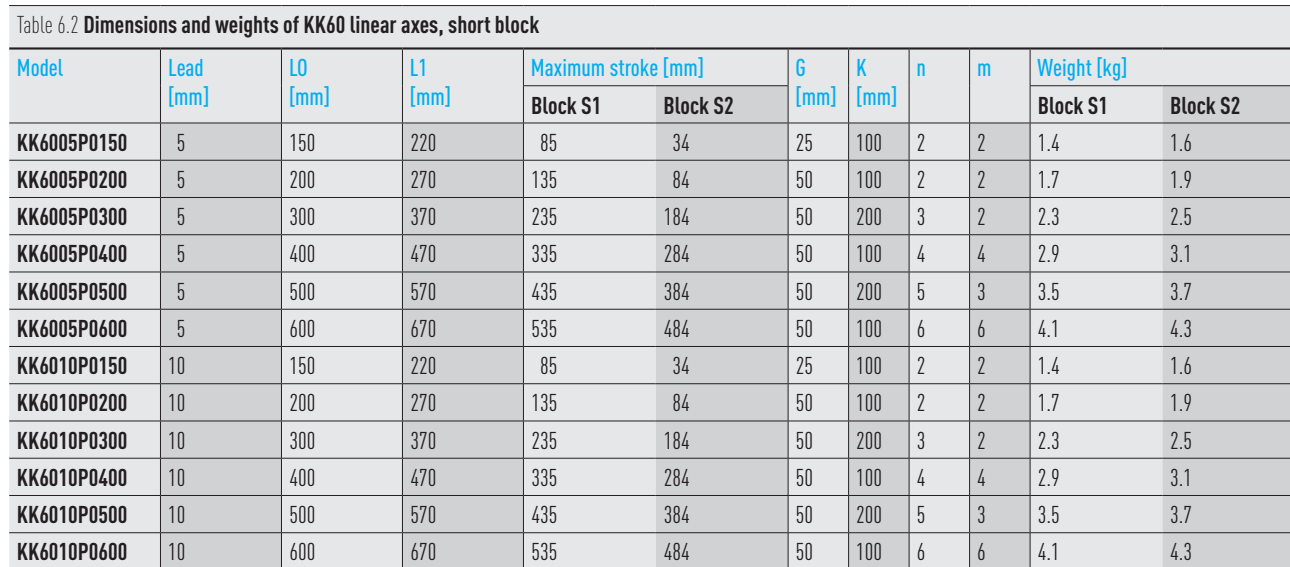 Table 6.2 Dimensions and weights of KK60 linear axes, short block
Model Lead [mm] L0 [mm] L1 [mm] Maximum stroke [mm] G [mm] K [mm] n m Weight [kg]
Block S1 Block S2 Block S1 Block S2
KK6005P0150 5 150 220 85 34 25 100 2 2 1.4 1.6
KK6005P0200 5 200 270 135 84 50 100 2 2 1.7 1.9
KK6005P0300 5 300 370 235 184 50 200 3 2 2.3 2.5
KK6005P0400 5 400 470 335 284 50 100 4 4 2.9 3.1
KK6005P0500 5 500 570 435 384 50 200 5 3 3.5 3.7
KK6005P0600 5 600 670 535 484 50 100 6 6 4.1 4.3
KK6010P0150 10 150 220 85 34 25 100 2 2 1.4 1.6
KK6010P0200 10 200 270 135 84 50 100 2 2 1.7 1.9
KK6010P0300 10 300 370 235 184 50 200 3 2 2.3 2.5
KK6010P0400 10 400 470 335 284 50 100 4 4 2.9 3.1
KK6010P0500 10 500 570 435 384 50 200 5 3 3.5 3.7
KK6010P0600 10 600 670 535 484 50 100 6 6 4.1 4.3